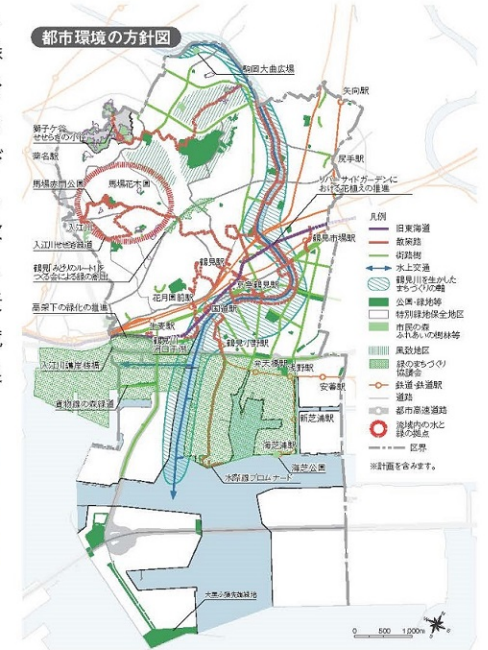 都市環境の方針図
駒岡大曲広場
矢向駅
獅子ケ谷
せせらぎの小径
菊名駅
尻手駅
馬場赤門公園
馬場花木園
リバーサイドガーデンに
おける花植えの推進
入江川
入江川せせらぎ緑道
鶴見市場駅
鶴見「みどりのルート1」を
つくる会による緑の創出
鶴見駅
京急鶴見駅
花月園前駅
高架下の緑化の推進
生麦駅
国道駅
鶴見小野駅
弁天橋駅
浅野駅
安善駅
貨物線の森緑道
新芝浦駅
海芝浦駅
海芝公園
水際線プロムナード
大黒ふ頭先端緑地
凡例
旧東海道
散策路
街路樹
水上交通
鶴見川を生かした
まちづくりの軸
公園・緑地等
特別緑地保全地区
市民の森
ふれあいの樹林等
風致地区
緑のまちづくり
協議会
鉄道・鉄道駅
道路
都市高速道路
流域内の水と
緑の拠点
区界
※計画を含みます。
0 500 1,000m